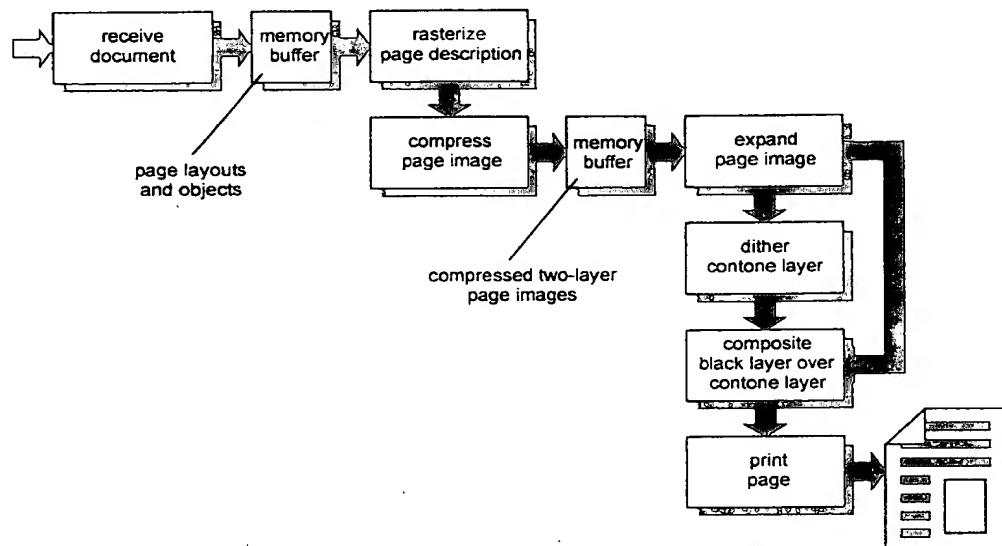 receive
document
memory
buffer
rasterize
page description
page layouts
and objects
compress
page image
memory
buffer
expand
page image
compressed two-layer
page images
dither
contone layer
composite
black layer over
contone layer
print
page